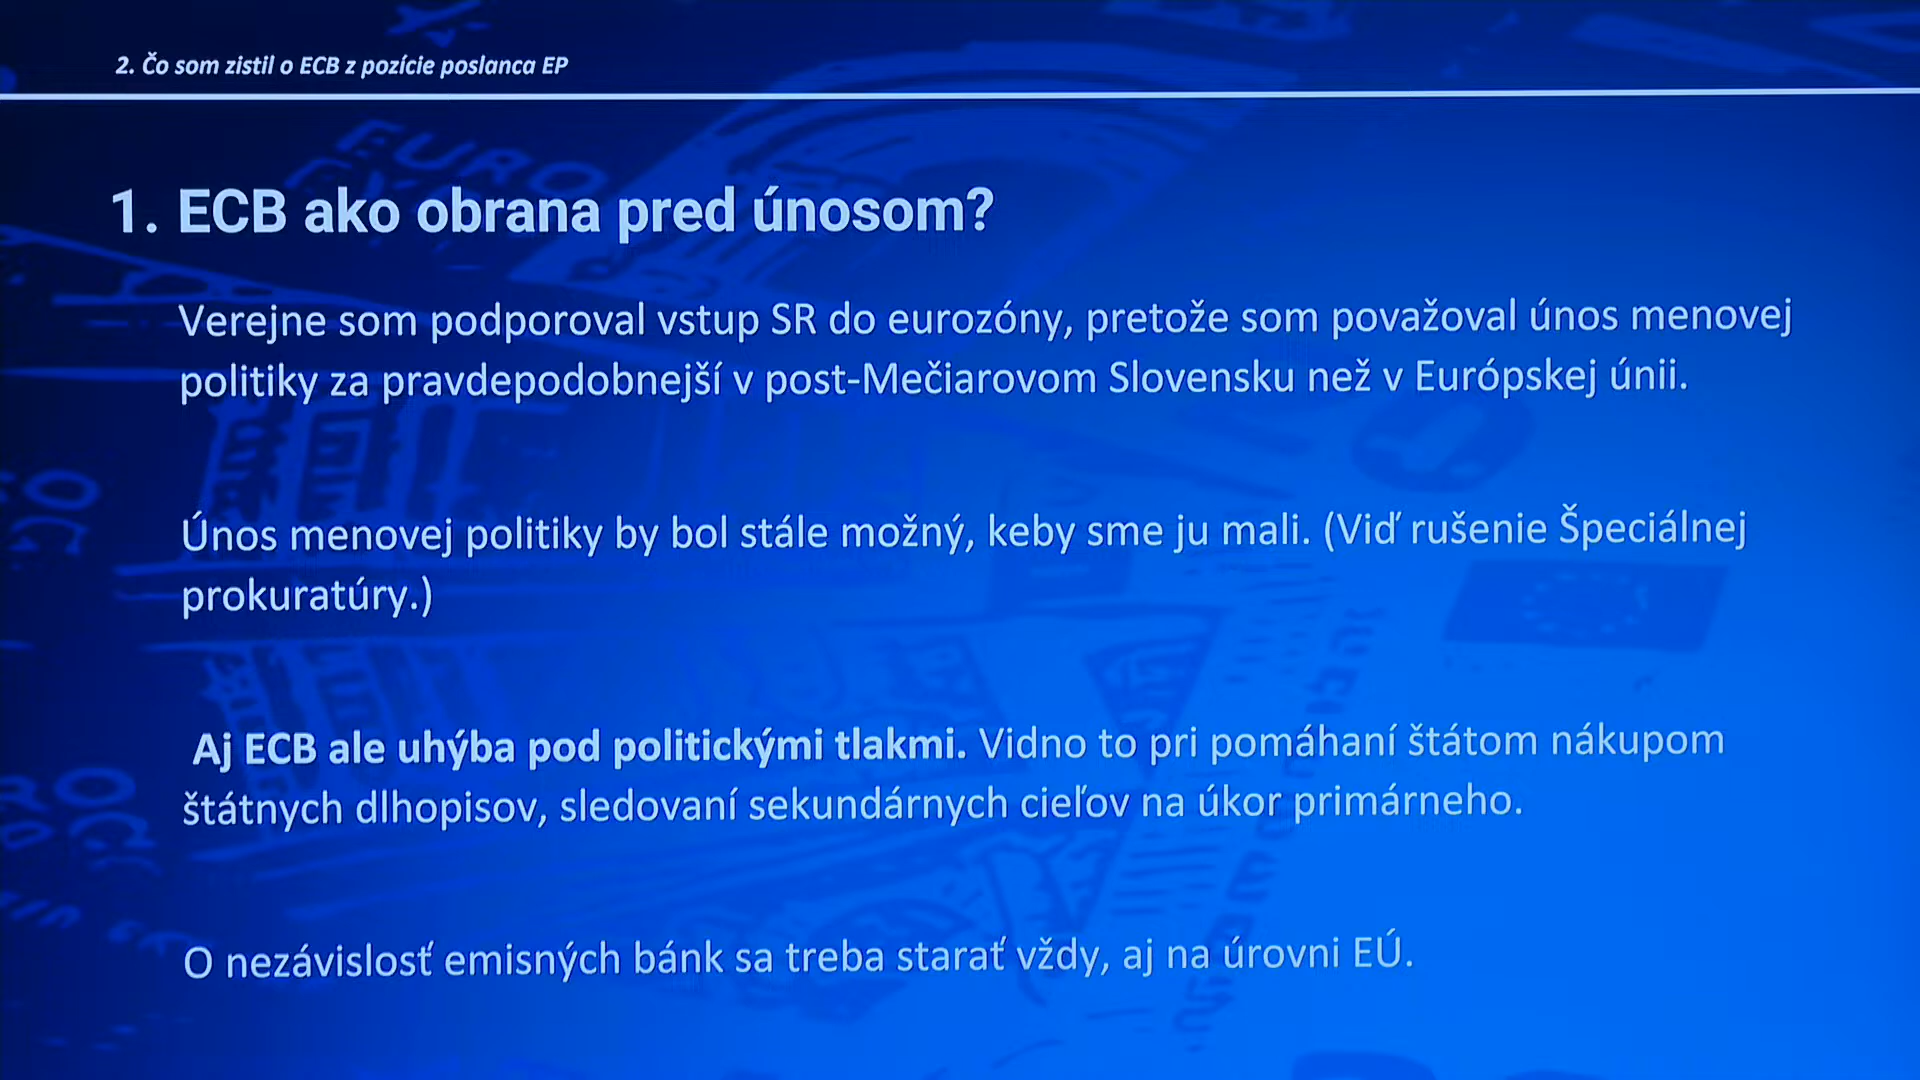 2. Čo som zistil o ECB z pozície poslanca EP
1. ECB ako obrana pred únosom?
Verejne som podporoval vstup SR do eurozóny, pretože som považoval únos menovej
politiky za pravdepodobnejší v post-Mečiarovom Slovensku než v Európskej únii.
Únos menovej politiky by bol stále možný, keby sme ju mali. (Viď rušenie Špeciálnej
prokuratúry.)
Aj ECB ale uhýba pod politickými tlakmi. Vidno to pri pomáhaní štátom nákupom
štátnych dlhopisov, sledovaní sekundárnych cieľov na úkor primárneho.
O nezávislosť emisných bánk sa treba starať vždy, aj na úrovni EÚ.
EURO